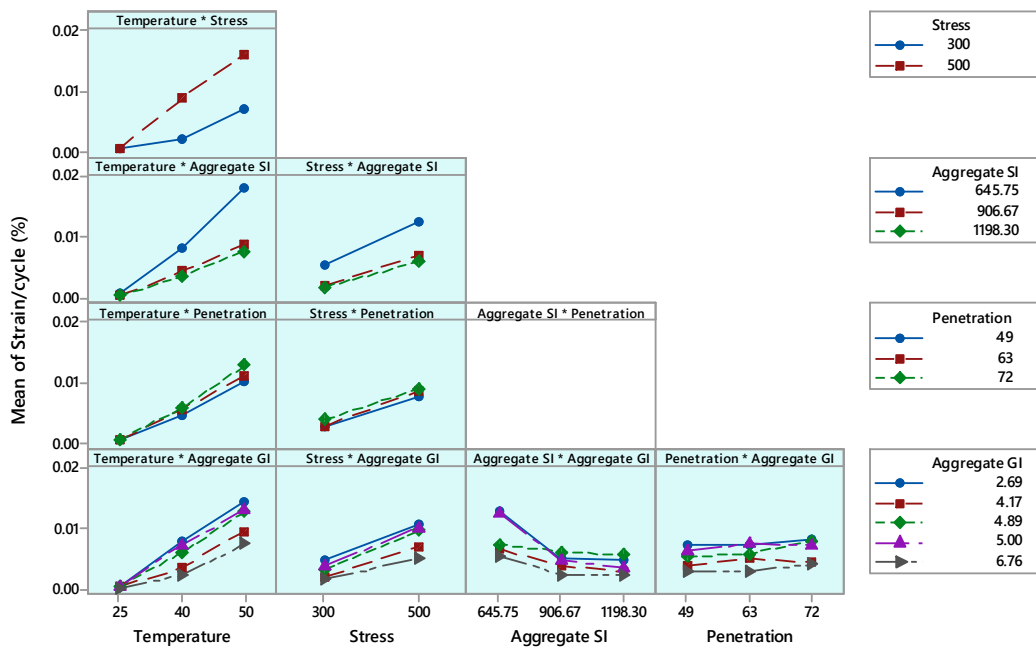 Temperature * Stress
Stress
300
500
0.02
0.01
0.00
Temperature * Aggregate SI
Stress * Aggregate SI
Aggregate SI
645.75
906.67
1198.30
0.02
0.01
0.00
Mean of Strain/cycle (%)
Temperature * Penetration
Stress * Penetration
Aggregate SI * Penetration
Penetration
49
63
72
0.02
0.01
0.00
Temperature * Aggregate GI
Stress * Aggregate GI
Aggregate SI * Aggregate GI
Penetration * Aggregate GI
Aggregate GI
2.69
4.17
4.89
5.00
6.76
0.02
0.01
0.00
25 40 50 300 500 645.75 906.67 1198.30 49 63 72
Temperature Stress Aggregate SI Penetration